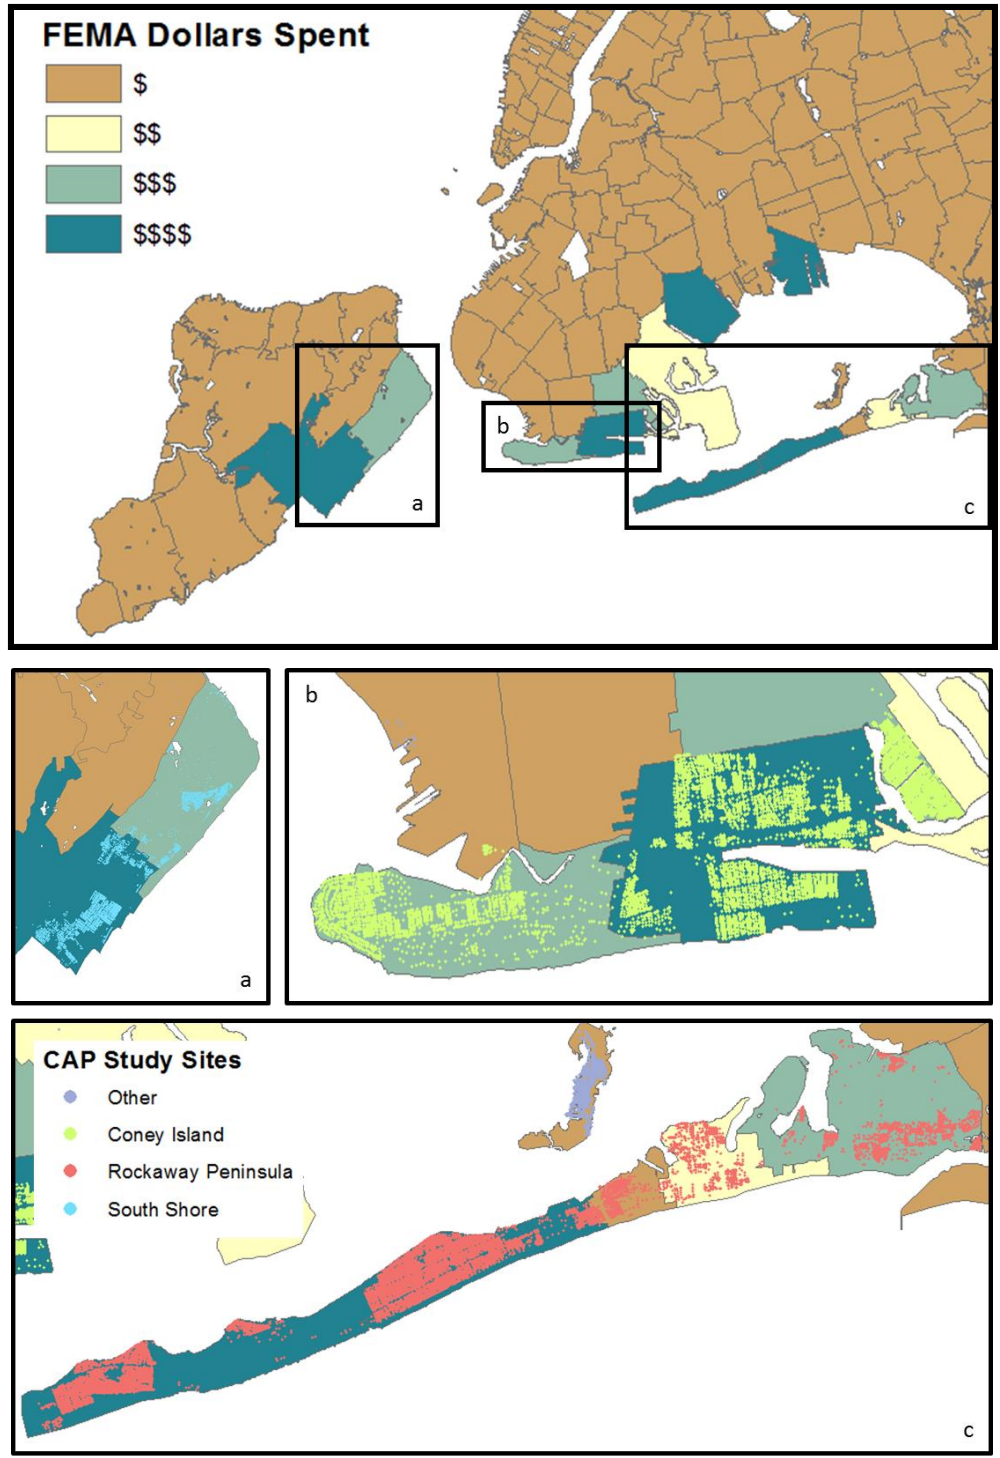 FEMA Dollars Spent
$
$$
$$$
$$$$
a
b
c
a
b
CAP Study Sites
Other
Coney Island
Rockaway Peninsula
South Shore
c